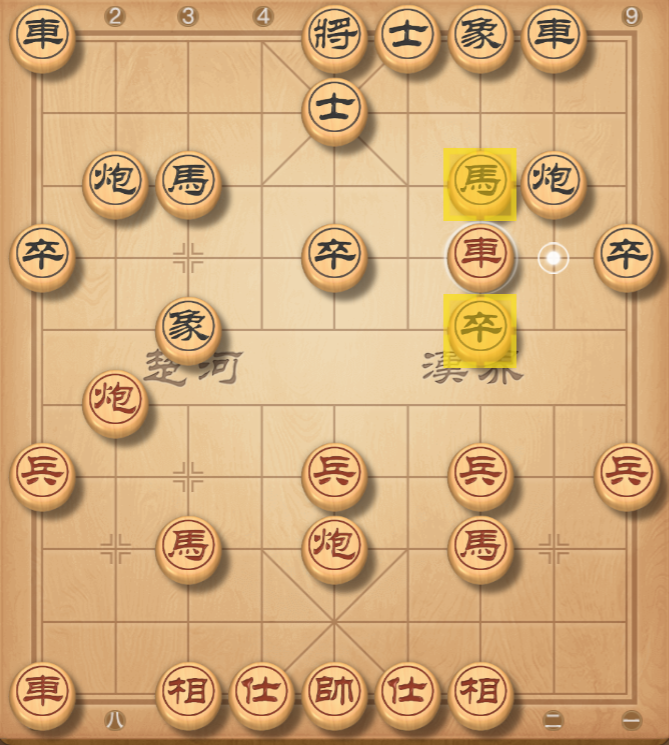 2 3 4 9
車 將 士 象 車
士
炮 馬 馬 炮
卒 卒 車 卒
象 卒
楚河 漢界
炮
兵 兵 兵 兵
馬 炮 馬
車 相 仕 帥 仕 相
八 二 一